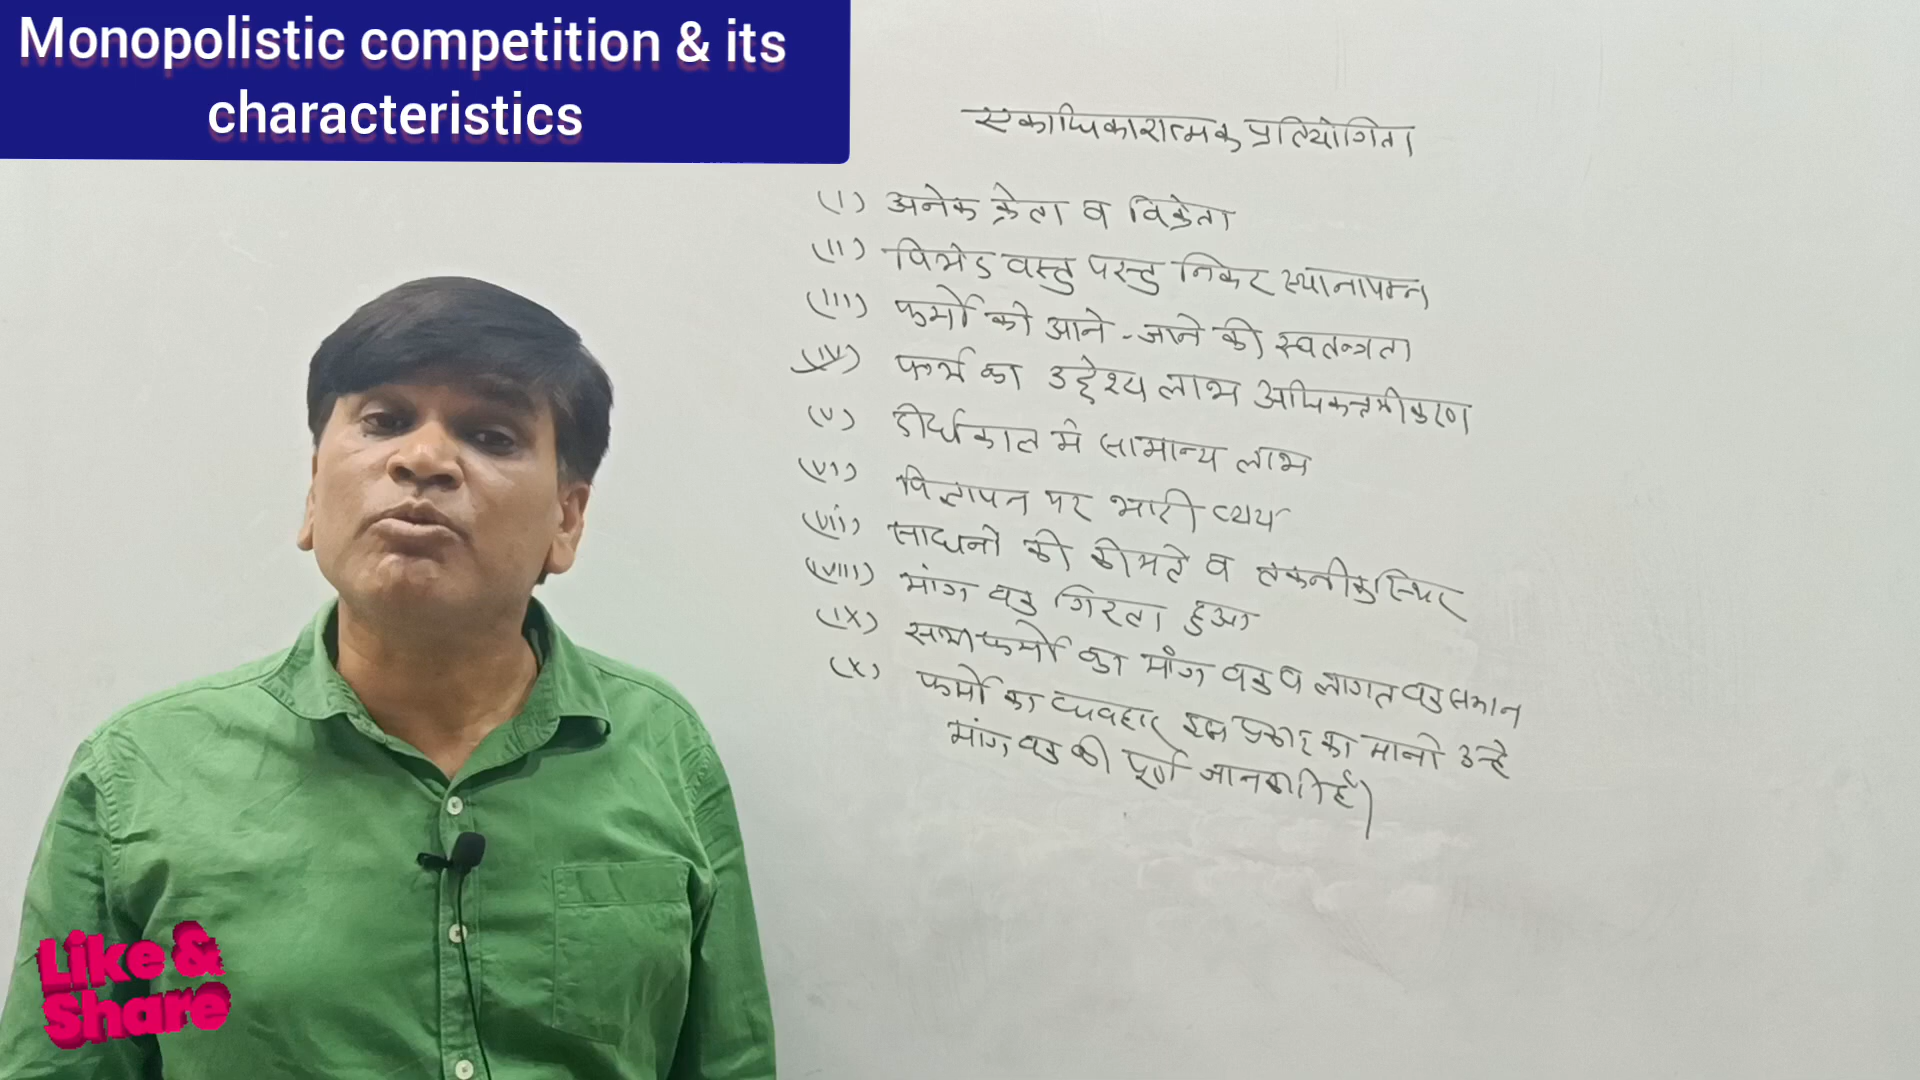 Monopolistic competition & its
characteristics
एकाधिकारात्मक प्रतियोगिता
(I) अनेक क्रेता व विक्रेता
(II) विभेद वस्तु परन्तु निकट स्थानापन्न
(III) फर्मों को आने-जाने की स्वतन्त्रता
(IV) फर्म का उद्देश्य लाभ अधिकतमीकरण
(V) दीर्घकाल मे सामान्य लाभ
(VI) विज्ञापन पर भारी व्यय
(VII) साधनो की कीमते व तकनीक स्थिर
(VIII) मांग वक्र गिरता हुआ
(IX) सभी फर्मों का माँग वक्र व लागत वक्र समान
(X) फर्मों का व्यवहार इस प्रकार का मानो उन्हे
मांग वक्र की पूर्ण जानकारी है।
Like &
Share